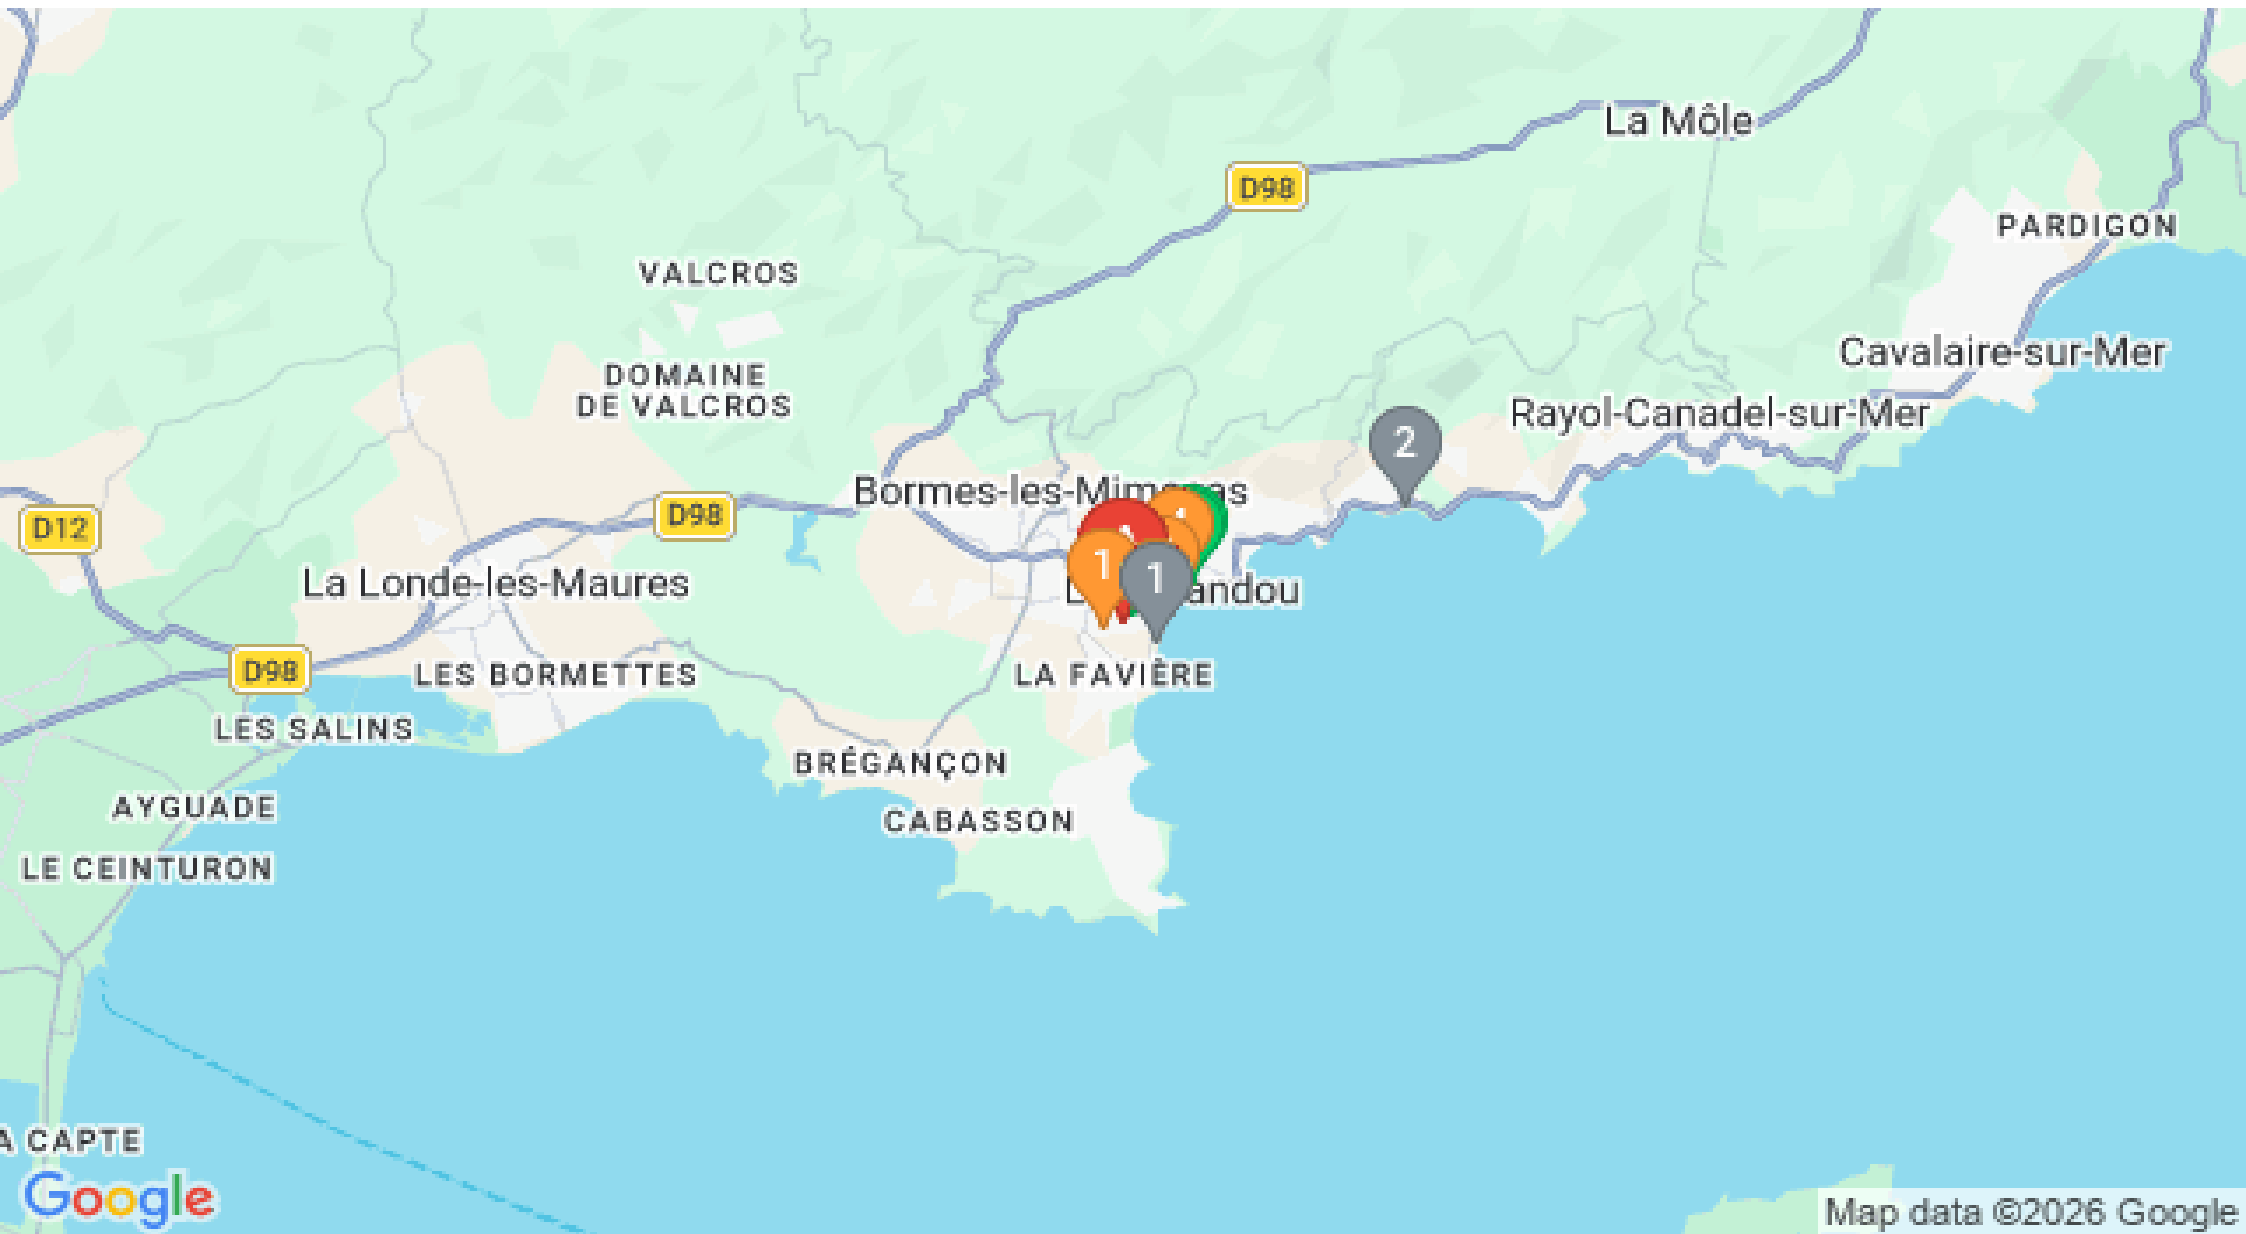 La Môle
D98
PARDIGON
VALCROS
Cavalaire-sur-Mer
DOMAINE
DE VALCROS
Rayol-Canadel-sur-Mer
2
Bormes-les-Mimosas
D98
D12
1
1
La Londe-les-Maures
D98
LES BORMETTES
LA FAVIÈRE
LES SALINS
BRÉGANÇON
AYGUADE
CABASSON
LE CEINTURON
A CAPTE
Google
Map data ©2026 Google